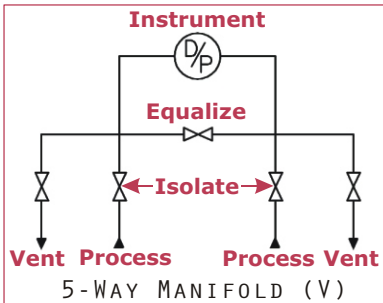 Instrument
D/P
Equalize
Isolate
Vent Process Process Vent
5-WAY MANIFOLD (V)